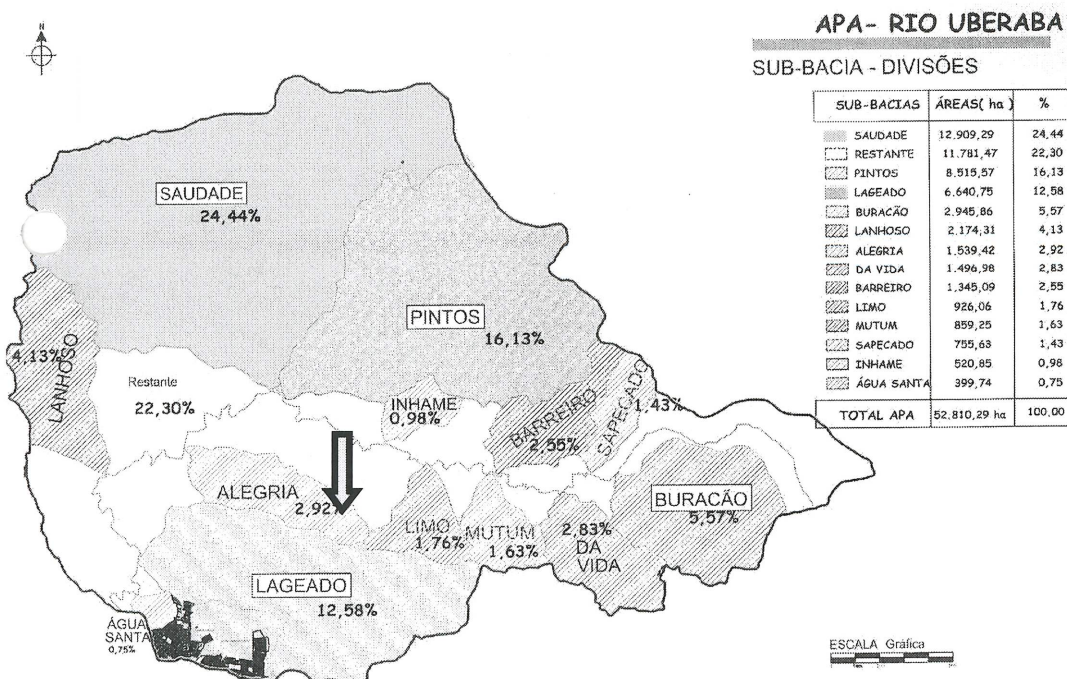 APA- RIO UBERABA
SUB-BACIA - DIVISÕES
SUB-BACIAS ÁREAS( ha ) %
SAUDADE 12.909,29 24,44
RESTANTE 11.781,47 22,30
PINTOS 8.515,57 16,13
LAGEADO 6.640,75 12,58
BURACÃO 2.945,86 5,57
LANHOSO 2.174,31 4,13
ALEGRIA 1.539,42 2,92
DA VIDA 1.496,98 2,83
BARREIRO 1.345,09 2,55
LIMO 926,06 1,76
MUTUM 859,25 1,63
SAPECADO 755,63 1,43
INHAME 520,85 0,98
ÁGUA SANTA 399,74 0,75
TOTAL APA 52.810,29 ha 100,00
N
SAUDADE
24,44%
PINTOS
16,13%
4,13%
LANHOSO
Restante
22,30%
INHAME
0,98%
BARREIRO
2,55%
SAPECADO
1,43%
ALEGRIA
2,92%
LIMO
1,76%
MUTUM
1,63%
2,83%
DA
VIDA
BURACÃO
5,57%
LAGEADO
12,58%
ÁGUA
SANTA
0,75%
ESCALA Gráfica